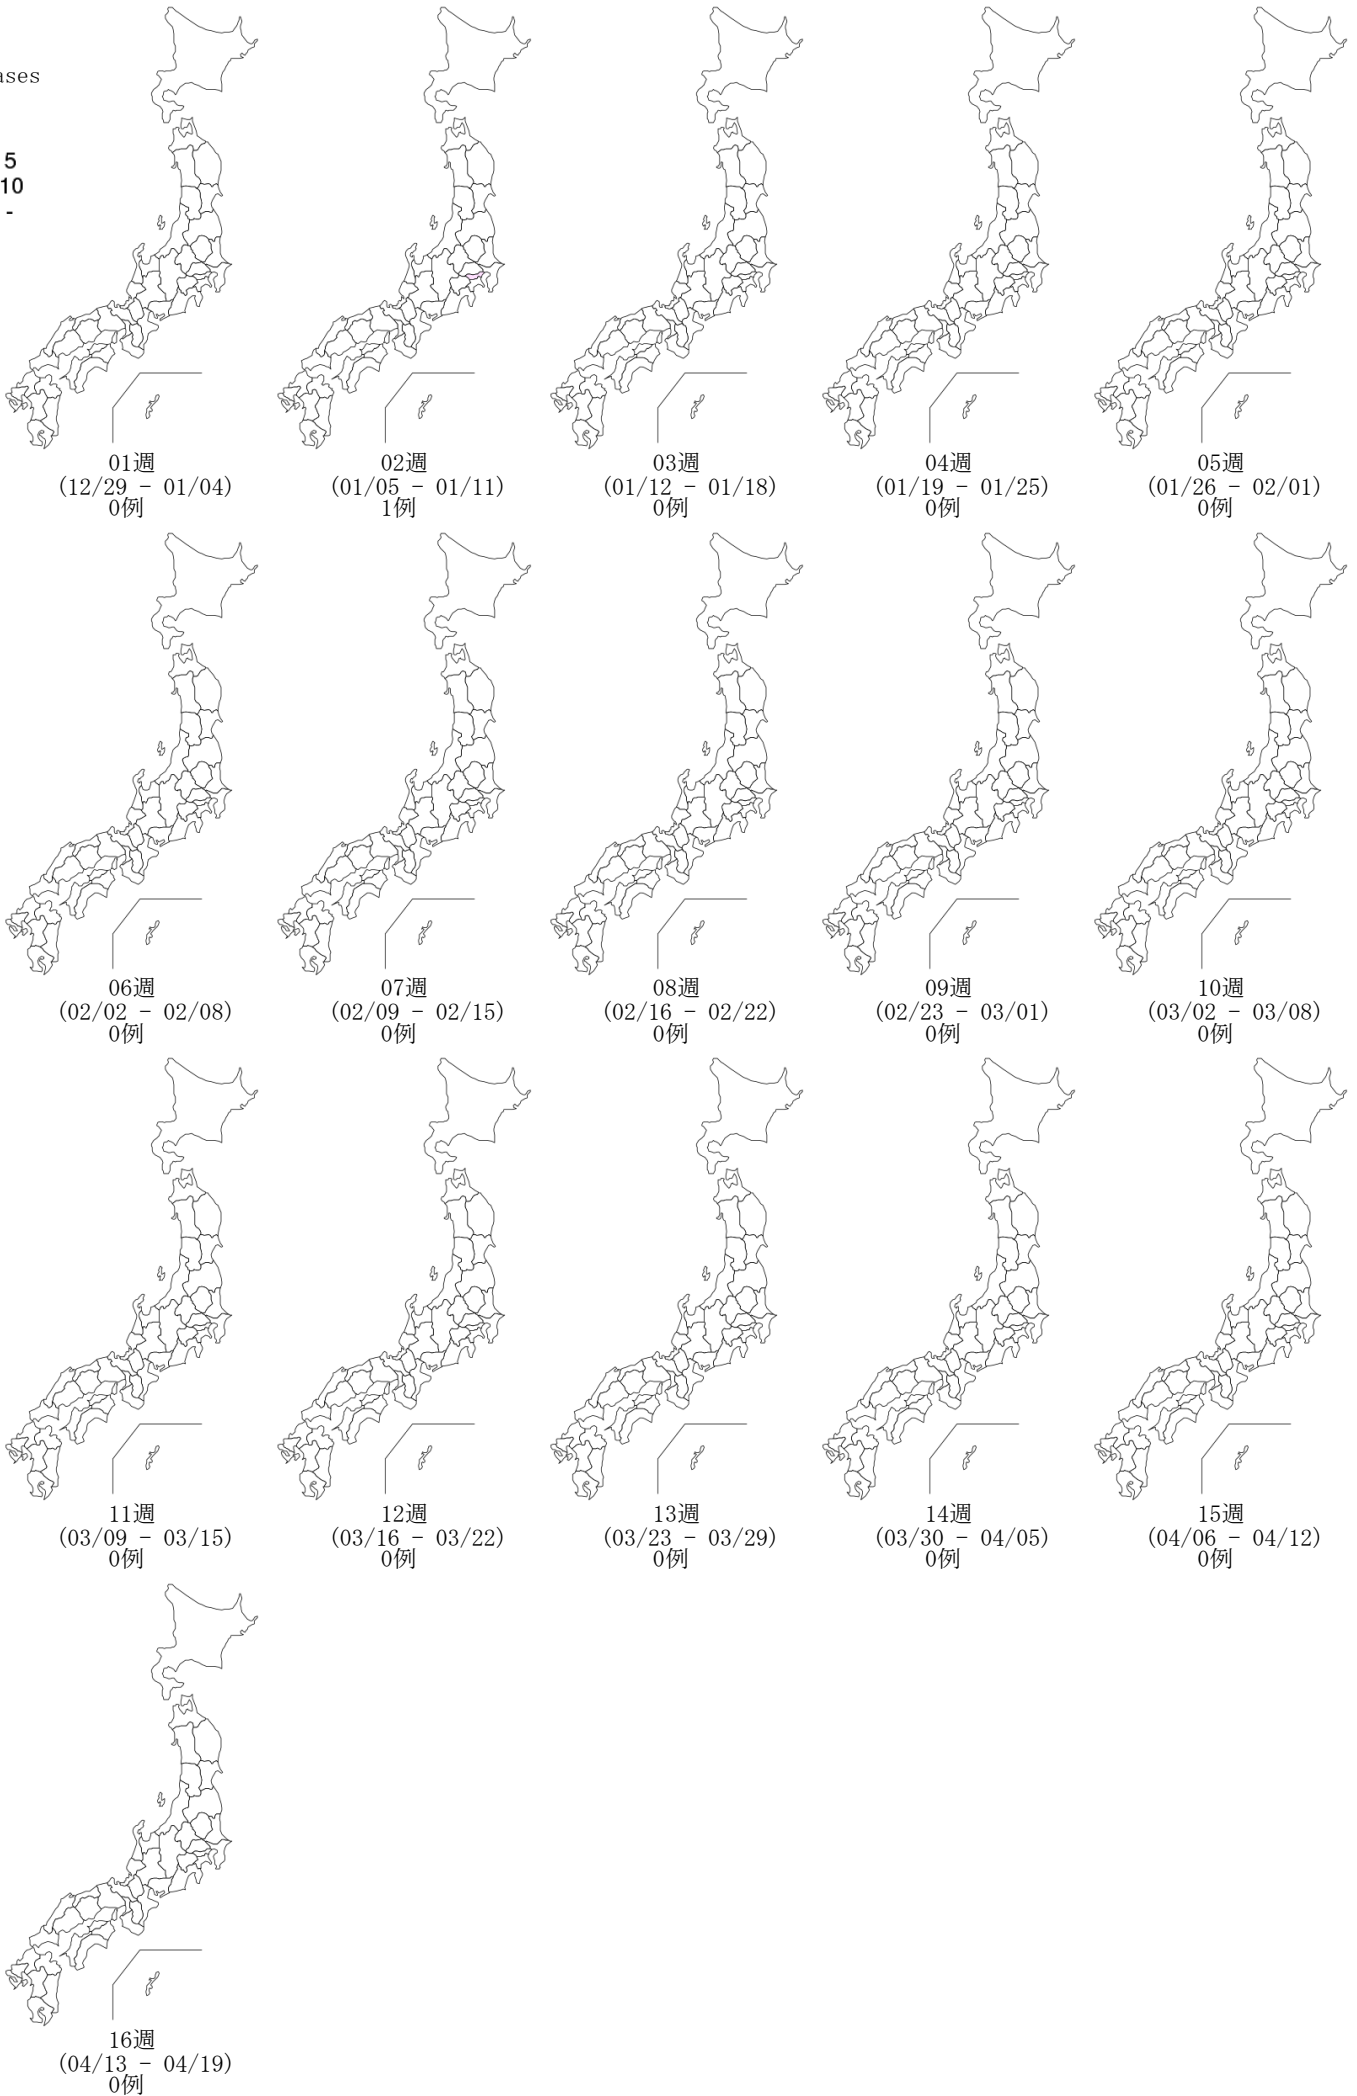 ases
5
10
-
01週
(12/29 - 01/04)
0例
02週
(01/05 - 01/11)
1例
03週
(01/12 - 01/18)
0例
04週
(01/19 - 01/25)
0例
05週
(01/26 - 02/01)
0例
06週
(02/02 - 02/08)
0例
07週
(02/09 - 02/15)
0例
08週
(02/16 - 02/22)
0例
09週
(02/23 - 03/01)
0例
10週
(03/02 - 03/08)
0例
11週
(03/09 - 03/15)
0例
12週
(03/16 - 03/22)
0例
13週
(03/23 - 03/29)
0例
14週
(03/30 - 04/05)
0例
15週
(04/06 - 04/12)
0例
16週
(04/13 - 04/19)
0例